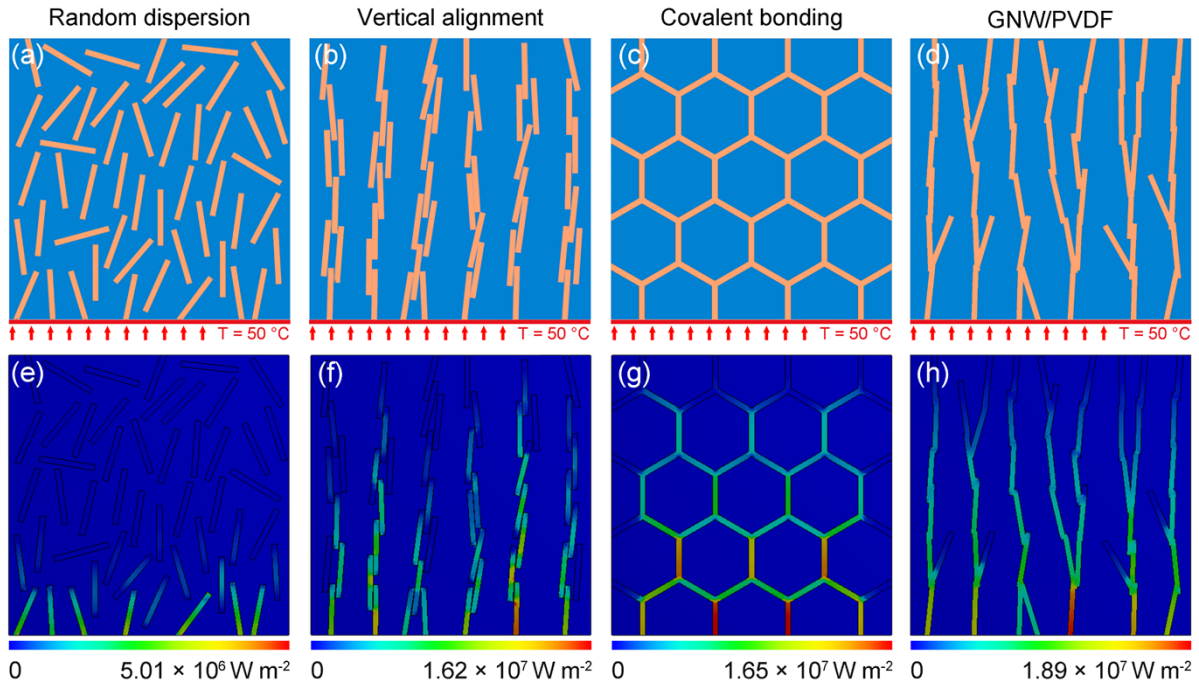 Random dispersion
Vertical alignment
Covalent bonding
GNW/PVDF
(a)
(b)
(c)
(d)
T = 50 °C
T = 50 °C
T = 50 °C
T = 50 °C
(e)
(f)
(g)
(h)
0 5.01 × 10⁶ W m⁻²
0 1.62 × 10⁷ W m⁻²
0 1.65 × 10⁷ W m⁻²
0 1.89 × 10⁷ W m⁻²